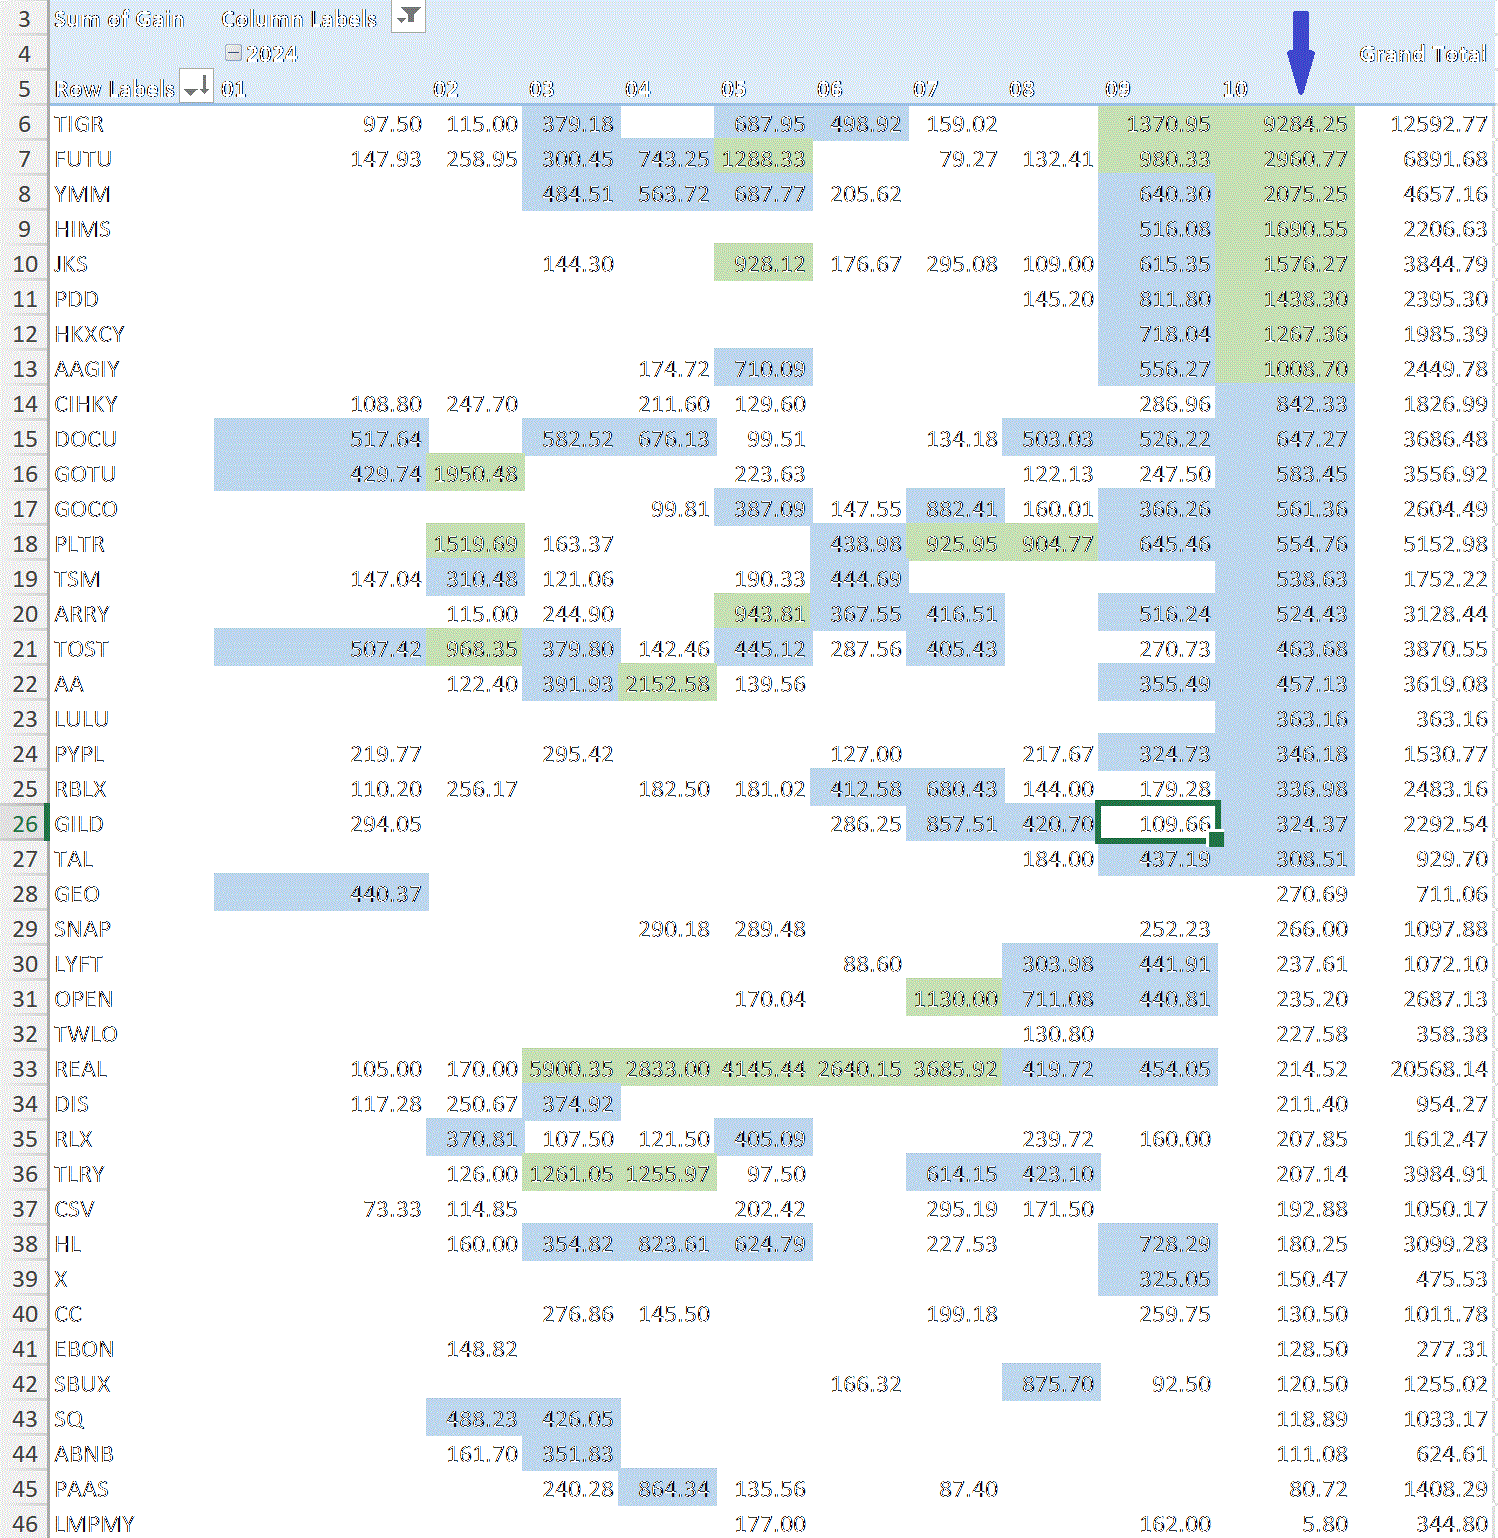 3 Sum of Gain Column Labels
4 2024 Grand Total
5 Row Labels 01 02 03 04 05 06 07 08 09 10
6 TIGR 97.50 115.00 379.18 687.95 498.92 159.02 1370.95 9284.25 12592.77
7 FUTU 147.93 258.95 300.45 743.25 1288.33 79.27 132.41 980.33 2960.77 6891.68
8 YMM 484.51 563.72 687.77 205.62 640.30 2075.25 4657.16
9 HIMS 516.08 1690.55 2206.63
10 JKS 144.30 928.12 176.67 295.08 109.00 615.35 1576.27 3844.79
11 PDD 145.20 811.80 1438.30 2395.30
12 HKXCY 718.04 1267.36 1985.39
13 AAGIY 174.72 710.09 556.27 1008.70 2449.78
14 CIHKY 108.80 247.70 211.60 129.60 286.96 842.33 1826.99
15 DOCU 517.64 582.52 676.13 99.51 134.18 503.03 526.22 647.27 3686.48
16 GOTU 429.74 1950.48 223.63 122.13 247.50 583.45 3556.92
17 GOCO 99.81 387.09 147.55 882.41 160.01 366.26 561.36 2604.49
18 PLTR 1519.69 163.37 438.98 925.95 904.77 645.46 554.76 5152.98
19 TSM 147.04 310.48 121.06 190.33 444.69 538.63 1752.22
20 ARRY 115.00 244.90 943.81 367.55 416.51 516.24 524.43 3128.44
21 TOST 507.42 968.35 379.80 142.46 445.12 287.56 405.43 270.73 463.68 3870.55
22 AA 122.40 391.93 2152.58 139.56 355.49 457.13 3619.08
23 LULU 363.16 363.16
24 PYPL 219.77 295.42 127.00 217.67 324.73 346.18 1530.77
25 RBLX 110.20 256.17 182.50 181.02 412.58 680.43 144.00 179.28 336.98 2483.16
26 GILD 294.05 286.25 857.51 420.70 109.66 324.37 2292.54
27 TAL 184.00 437.19 308.51 929.70
28 GEO 440.37 270.69 711.06
29 SNAP 290.18 289.48 252.23 266.00 1097.88
30 LYFT 88.60 303.98 441.91 237.61 1072.10
31 OPEN 170.04 1130.00 711.08 440.81 235.20 2687.13
32 TWLO 130.80 227.58 358.38
33 REAL 105.00 170.00 5900.35 2833.00 4145.44 2640.15 3685.92 419.72 454.05 214.52 20568.14
34 DIS 117.28 250.67 374.92 211.40 954.27
35 RLX 370.81 107.50 121.50 405.09 239.72 160.00 207.85 1612.47
36 TLRY 126.00 1261.05 1255.97 97.50 614.15 423.10 207.14 3984.91
37 CSV 73.33 114.85 202.42 295.19 171.50 192.88 1050.17
38 HL 160.00 354.82 823.61 624.79 227.53 728.29 180.25 3099.28
39 X 325.05 150.47 475.53
40 CC 276.86 145.50 199.18 259.75 130.50 1011.78
41 EBON 148.82 128.50 277.31
42 SBUX 166.32 875.70 92.50 120.50 1255.02
43 SQ 488.23 426.05 118.89 1033.17
44 ABNB 161.70 351.83 111.08 624.61
45 PAAS 240.28 864.34 135.56 87.40 80.72 1408.29
46 LMPMY 177.00 162.00 5.80 344.80